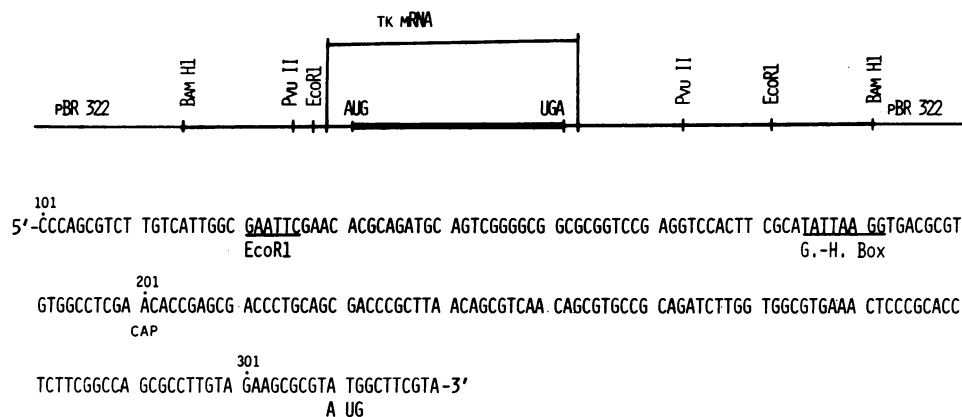 TK MRNA
PBR 322
BAM H1
PVU II
ECOR1
AUG
UGA
PVU II
ECOR1
BAM H1
PBR 322
101
5'-CCCAGCGTCT TGTCATTGGC GAATTCGAAC ACGCAGATGC AGTCGGGGCG GCGCGGTCCG AGGTCCACTT CGCATATTAA GGTGACGCGT
EcoR1 G.-H. Box
201
GTGGCCTCGA ACACCGAGCG ACCCTGCAGC GACCCGCTTA ACAGCGTCAA CAGCGTGCCG CAGATCTTGG TGGCGTGAAA CTCCCGCACC
CAP
301
TCTTCGGCCA GCGCCTTGTA GAAGCGCGTA TGGCTTCGTA-3'
A UG